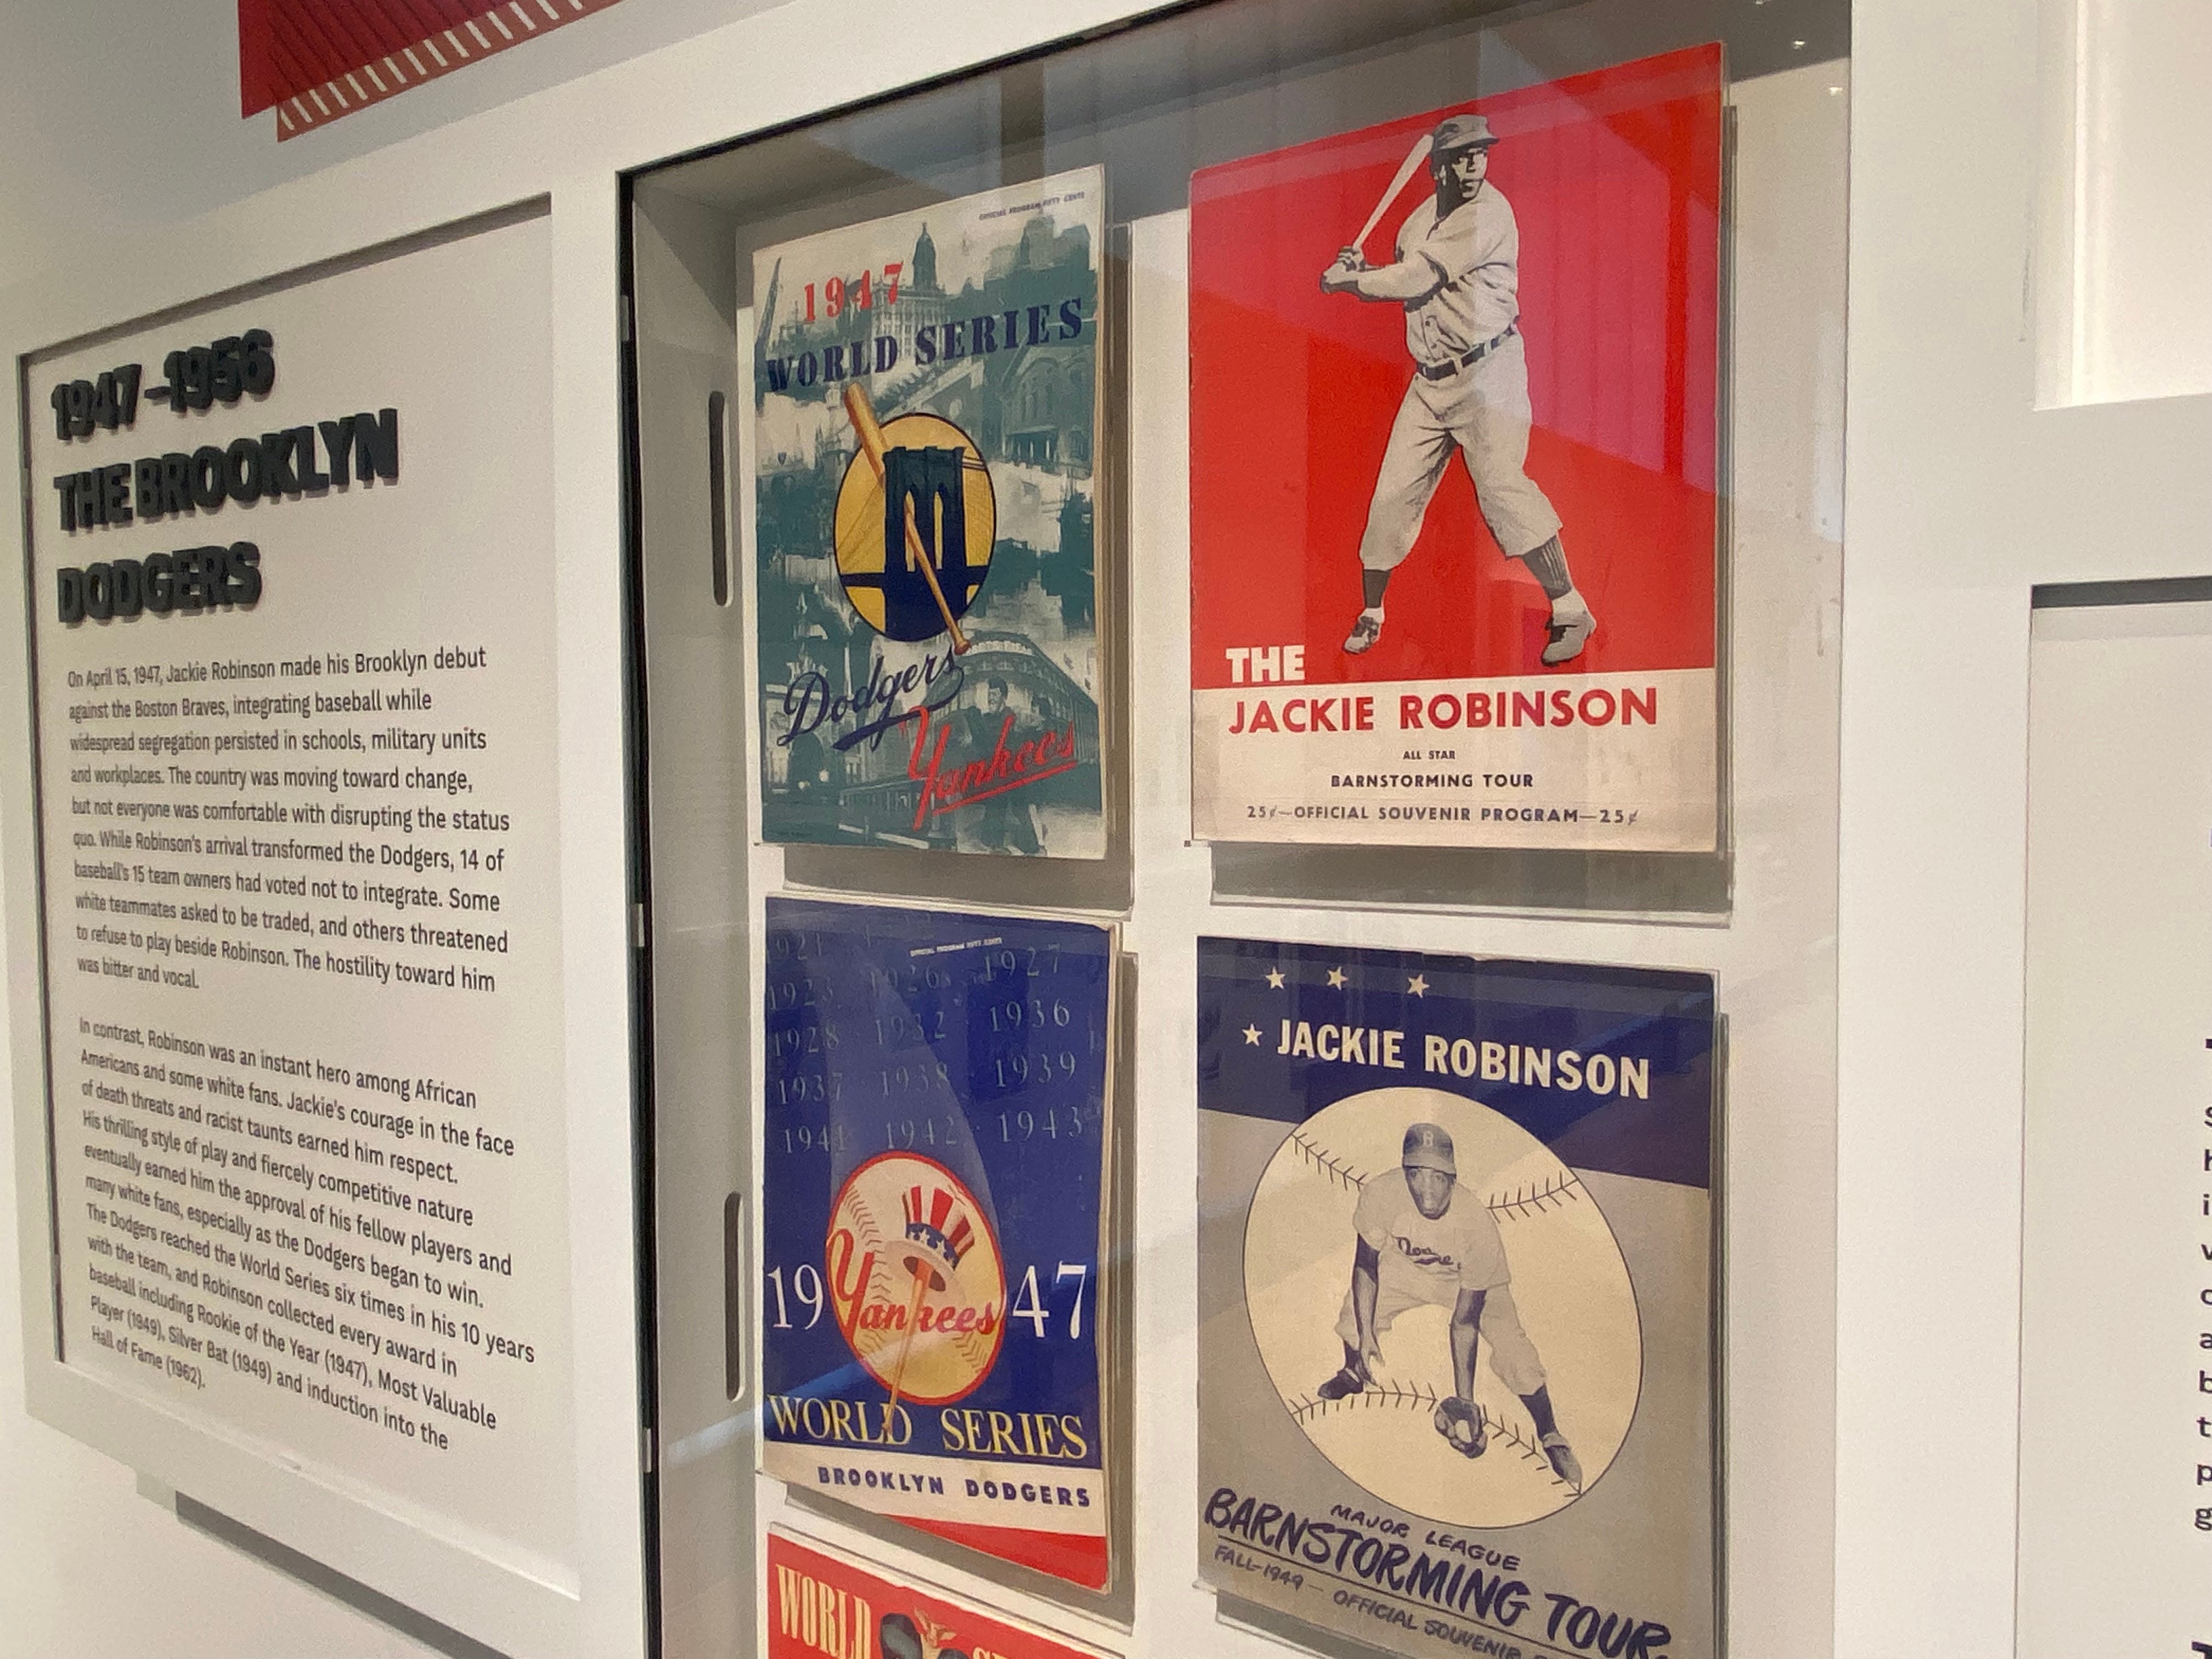 1947–1956
THE BROOKLYN
DODGERS
On April 15, 1947, Jackie Robinson made his Brooklyn debut
against the Boston Braves, integrating baseball while
widespread segregation persisted in schools, military units
and workplaces. The country was moving toward change,
but not everyone was comfortable with disrupting the status
quo. While Robinson's arrival transformed the Dodgers, 14 of
baseball's 15 team owners had voted not to integrate. Some
white teammates asked to be traded, and others threatened
to refuse to play beside Robinson. The hostility toward him
was bitter and vocal.
In contrast, Robinson was an instant hero among African
Americans and some white fans. Jackie's courage in the face
of death threats and racist taunts earned him respect.
His thrilling style of play and fiercely competitive nature
eventually earned him the approval of his fellow players and
many white fans, especially as the Dodgers began to win.
The Dodgers reached the World Series six times in his 10 years
with the team, and Robinson collected every award in
baseball including Rookie of the Year (1947), Most Valuable
Player (1949), Silver Bat (1949) and induction into the
Hall of Fame (1962).
OFFICIAL PROGRAM FIFTY CENTS
1947
WORLD SERIES
Dodgers
Yankees
THE
JACKIE ROBINSON
ALL STAR
BARNSTORMING TOUR
25¢—OFFICIAL SOUVENIR PROGRAM—25¢
OFFICIAL PROGRAM FIFTY CENTS
1921
1923 1926 1927
1928 1932 1936
1937 1938 1939
1941 1942 1943
19 Yankees 47
WORLD SERIES
BROOKLYN DODGERS
JACKIE ROBINSON
B
MAJOR LEAGUE
BARNSTORMING TOUR
FALL-1949 — OFFICIAL SOUVENIR
WORLD